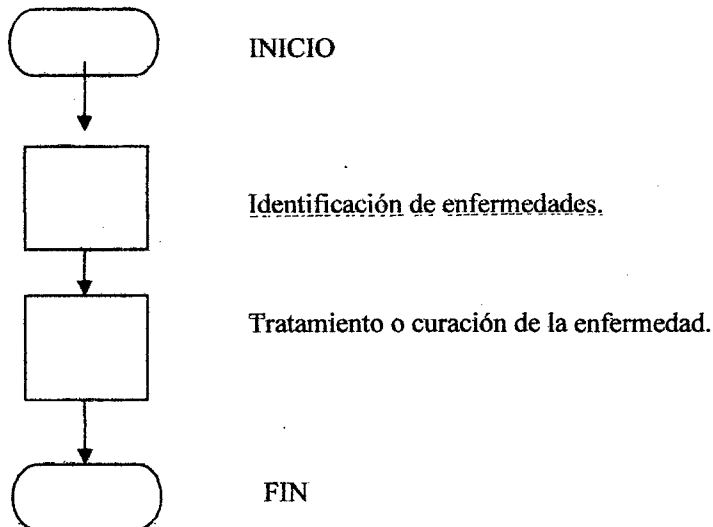 INICIO
Identificación de enfermedades.
Tratamiento o curación de la enfermedad.
FIN